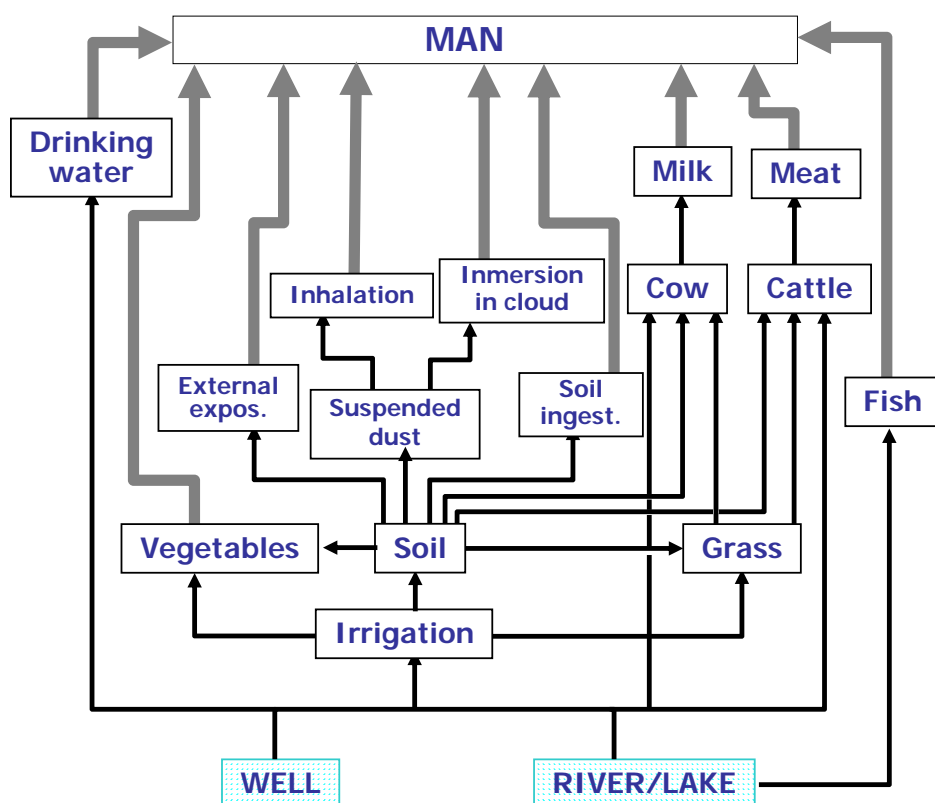 MAN
Drinking
water
Milk
Meat
Inhalation
Inmersion
in cloud
Cow
Cattle
External
expos.
Suspended
dust
Soil
ingest.
Fish
Vegetables
Soil
Grass
Irrigation
WELL
RIVER/LAKE